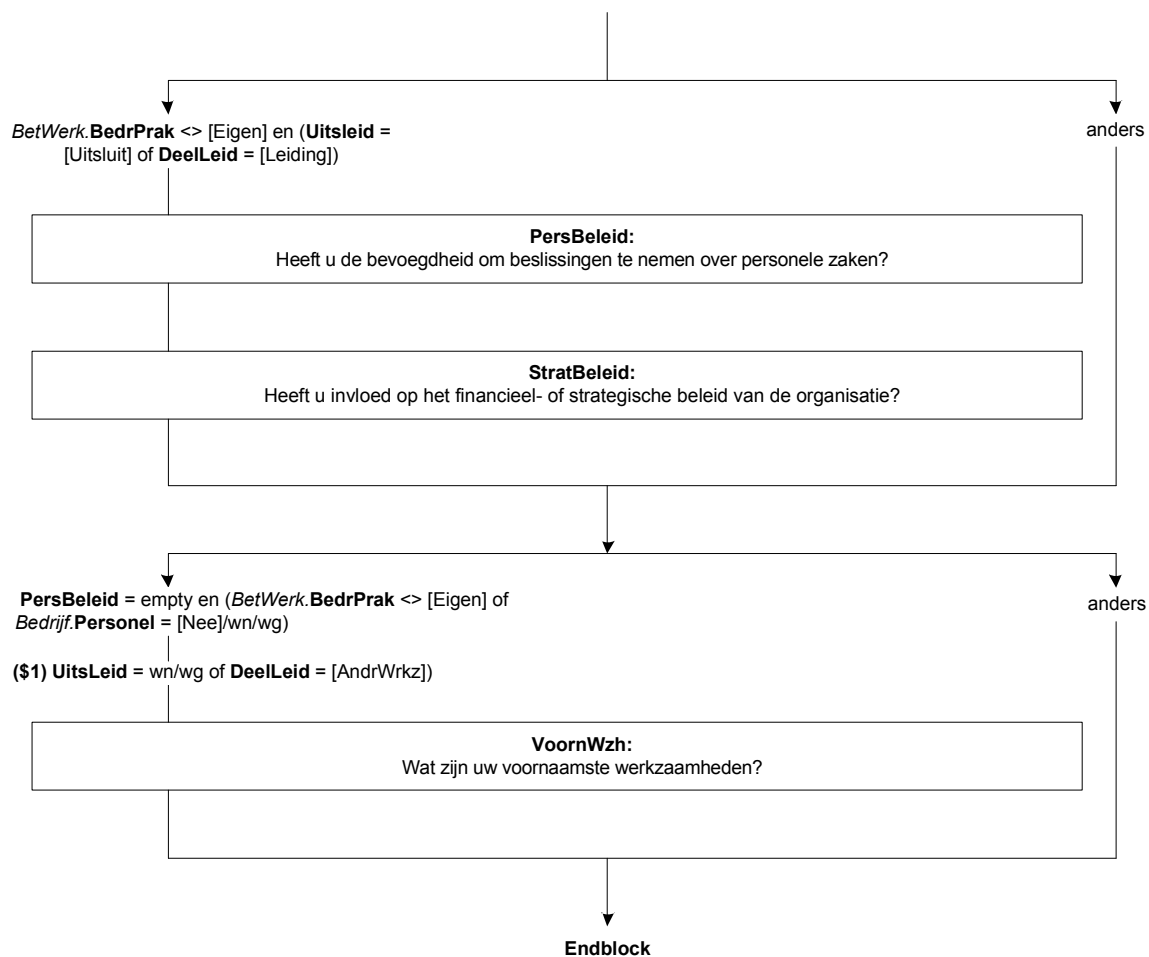 BetWerk.BedrPrak <> [Eigen] en (Uitsleid =
[Uitsluit] of DeelLeid = [Leiding])
anders
PersBeleid:
Heeft u de bevoegdheid om beslissingen te nemen over personele zaken?
StratBeleid:
Heeft u invloed op het financieel- of strategische beleid van de organisatie?
PersBeleid = empty en (BetWerk.BedrPrak <> [Eigen] of
Bedrijf.Personel = [Nee]/wn/wg)
anders
($1) UitsLeid = wn/wg of DeelLeid = [AndrWrkz])
VoornWzh:
Wat zijn uw voornaamste werkzaamheden?
Endblock